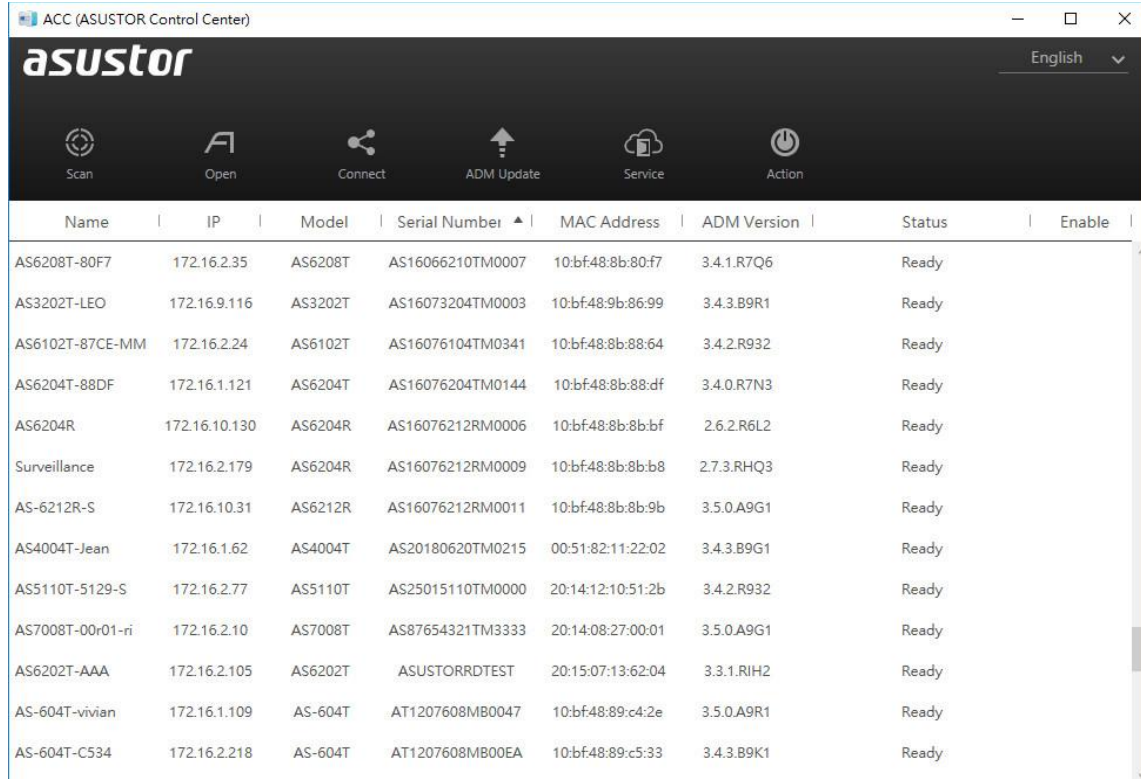 ACC (ASUSTOR Control Center)
asustor
English
Scan Open Connect ADM Update Service Action
Name IP Model Serial Number MAC Address ADM Version Status Enable
AS6208T-80F7 172.16.2.35 AS6208T AS16066210TM0007 10:bf:48:8b:80:f7 3.4.1.R7Q6 Ready
AS3202T-LEO 172.16.9.116 AS3202T AS16073204TM0003 10:bf:48:9b:86:99 3.4.3.B9R1 Ready
AS6102T-87CE-MM 172.16.2.24 AS6102T AS16076104TM0341 10:bf:48:8b:88:64 3.4.2.R932 Ready
AS6204T-88DF 172.16.1.121 AS6204T AS16076204TM0144 10:bf:48:8b:88:df 3.4.0.R7N3 Ready
AS6204R 172.16.10.130 AS6204R AS16076212RM0006 10:bf:48:8b:8b:bf 2.6.2.R6L2 Ready
Surveillance 172.16.2.179 AS6204R AS16076212RM0009 10:bf:48:8b:8b:b8 2.7.3.RHQ3 Ready
AS-6212R-S 172.16.10.31 AS6212R AS16076212RM0011 10:bf:48:8b:8b:9b 3.5.0.A9G1 Ready
AS4004T-Jean 172.16.1.62 AS4004T AS20180620TM0215 00:51:82:11:22:02 3.4.3.B9G1 Ready
AS5110T-5129-S 172.16.2.77 AS5110T AS25015110TM0000 20:14:12:10:51:2b 3.4.2.R932 Ready
AS7008T-00r01-ri 172.16.2.10 AS7008T AS87654321TM3333 20:14:08:27:00:01 3.5.0.A9G1 Ready
AS6202T-AAA 172.16.2.105 AS6202T ASUSTORRDTEST 20:15:07:13:62:04 3.3.1.RIH2 Ready
AS-604T-vivian 172.16.1.109 AS-604T AT1207608MB0047 10:bf:48:89:c4:2e 3.5.0.A9R1 Ready
AS-604T-C534 172.16.2.218 AS-604T AT1207608MB00EA 10:bf:48:89:c5:33 3.4.3.B9K1 Ready